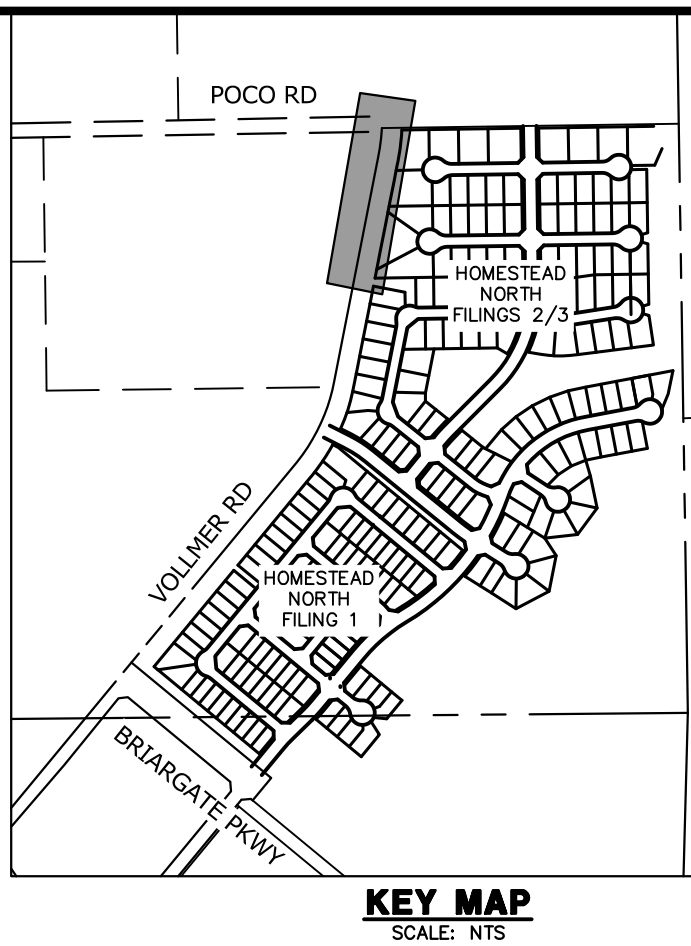 POCO RD
HOMESTEAD
NORTH
FILINGS 2/3
VOLLMER RD
HOMESTEAD
NORTH
FILING 1
BRIARGATE PKWY
KEY MAP
SCALE: NTS